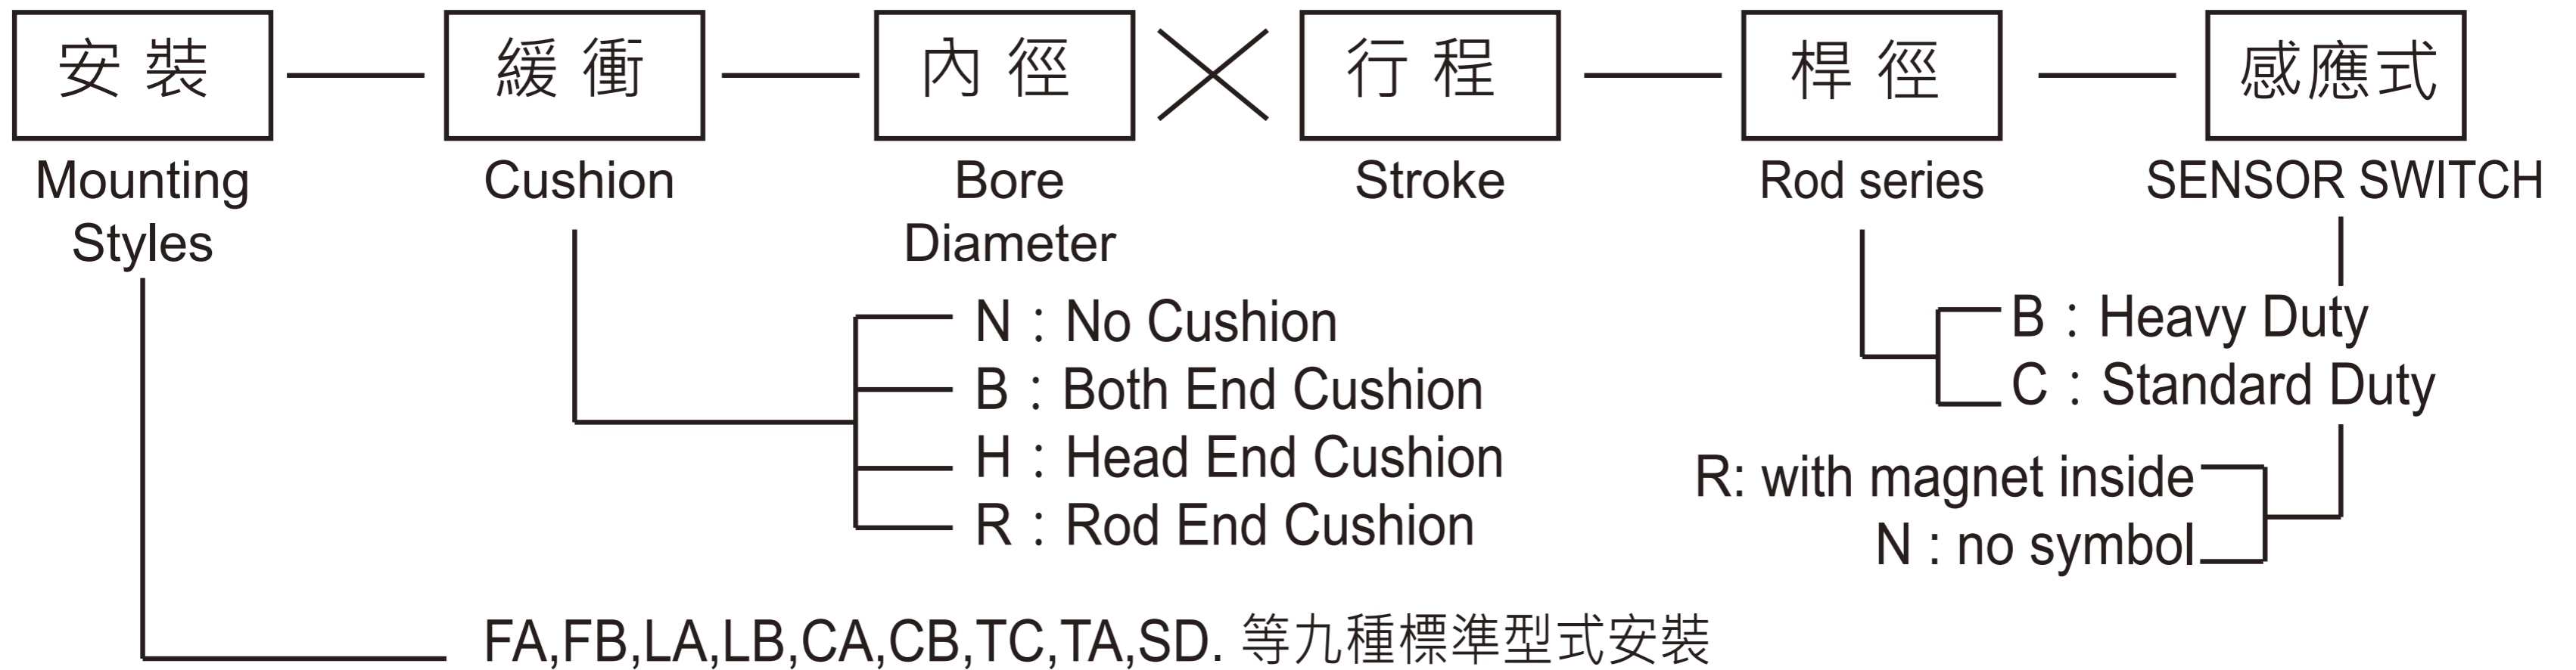 安裝
緩衝
內徑
行程
桿徑
感應式
Mounting
Styles
Cushion
Bore
Diameter
Stroke
Rod series
SENSOR SWITCH
N：No Cushion
B：Both End Cushion
H：Head End Cushion
R：Rod End Cushion
B：Heavy Duty
C：Standard Duty
R: with magnet inside
N : no symbol
FA,FB,LA,LB,CA,CB,TC,TA,SD. 等九種標準型式安裝